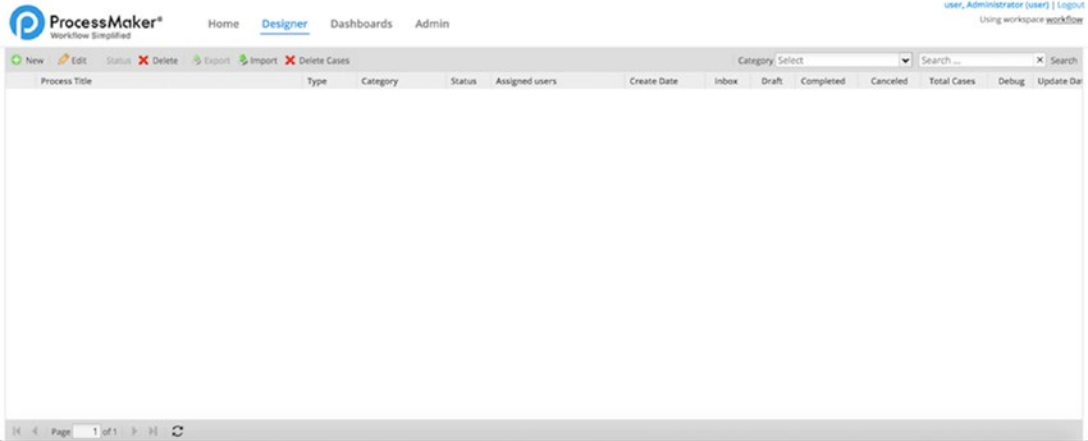 ProcessMaker®
Workflow Simplified
Home Designer Dashboards Admin
user, Administrator (user) | Logout
Using workspace workflow
New Edit Status Delete Export Import Delete Cases Category Select Search ... Search
Process Title Type Category Status Assigned users Create Date Inbox Draft Completed Canceled Total Cases Debug Update Dat
Page 1 of 1